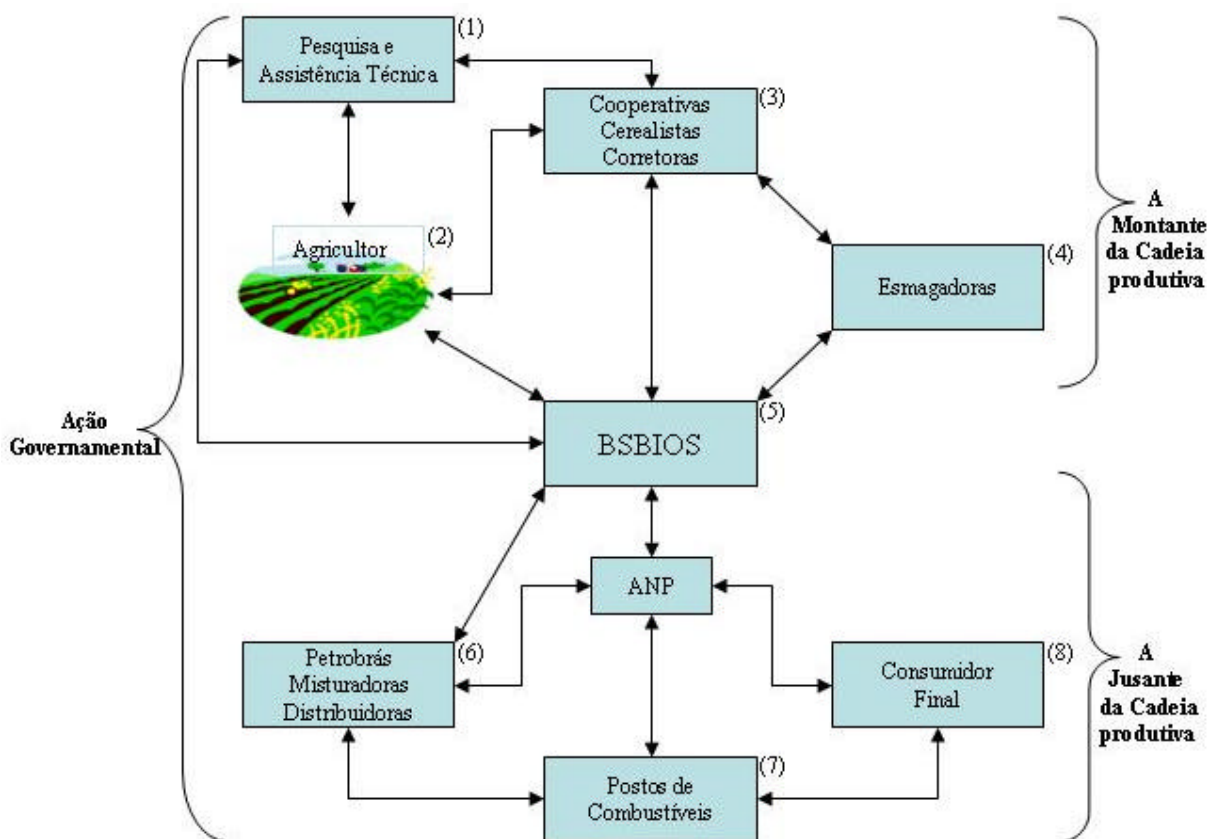 (1)
Pesquisa e
Assistência Técnica
(3)
Cooperativas
Cerealistas
Corretoras
(2)
Agricultor
(4)
Esmagadoras
A
Montante
da Cadeia
produtiva
(5)
BSBIOS
Ação
Governamental
ANP
(6)
Petrobrás
Misturadoras
Distribuidoras
(8)
Consumidor
Final
A
Jusante
da Cadeia
produtiva
(7)
Postos de
Combustíveis